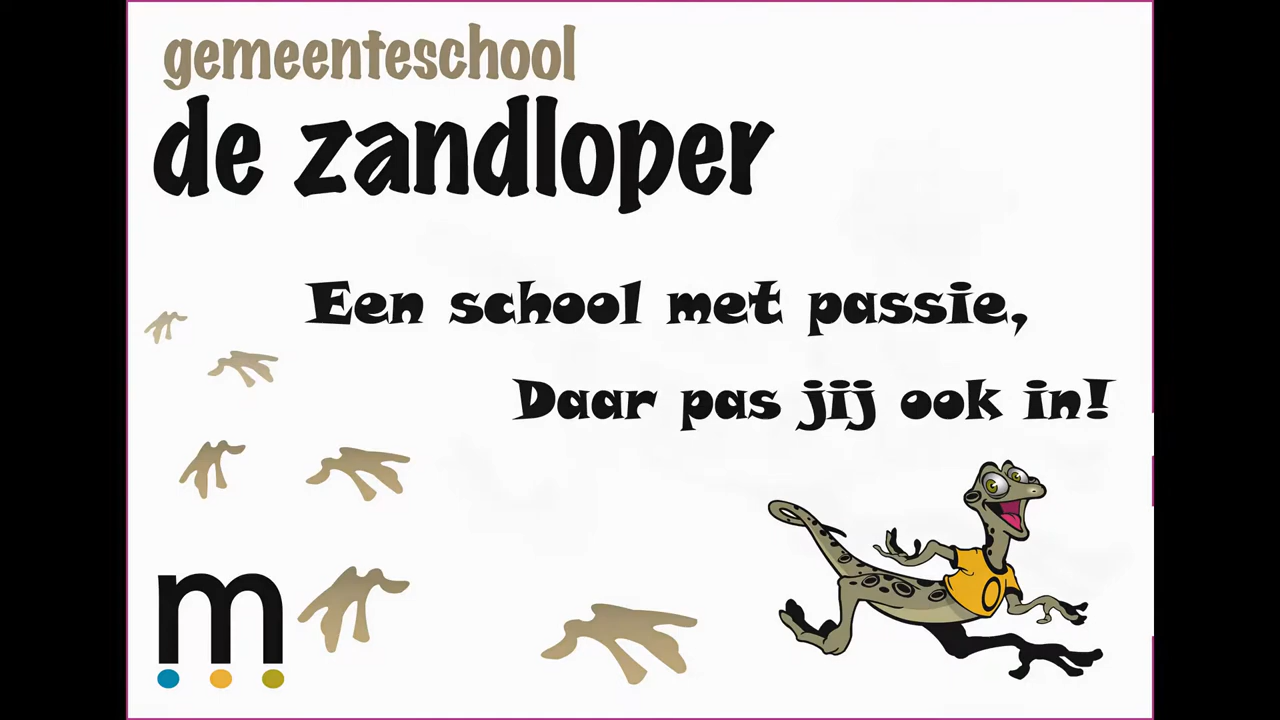 gemeenteschool
de zandloper
Een school met passie,
Daar pas jij ook in!
m